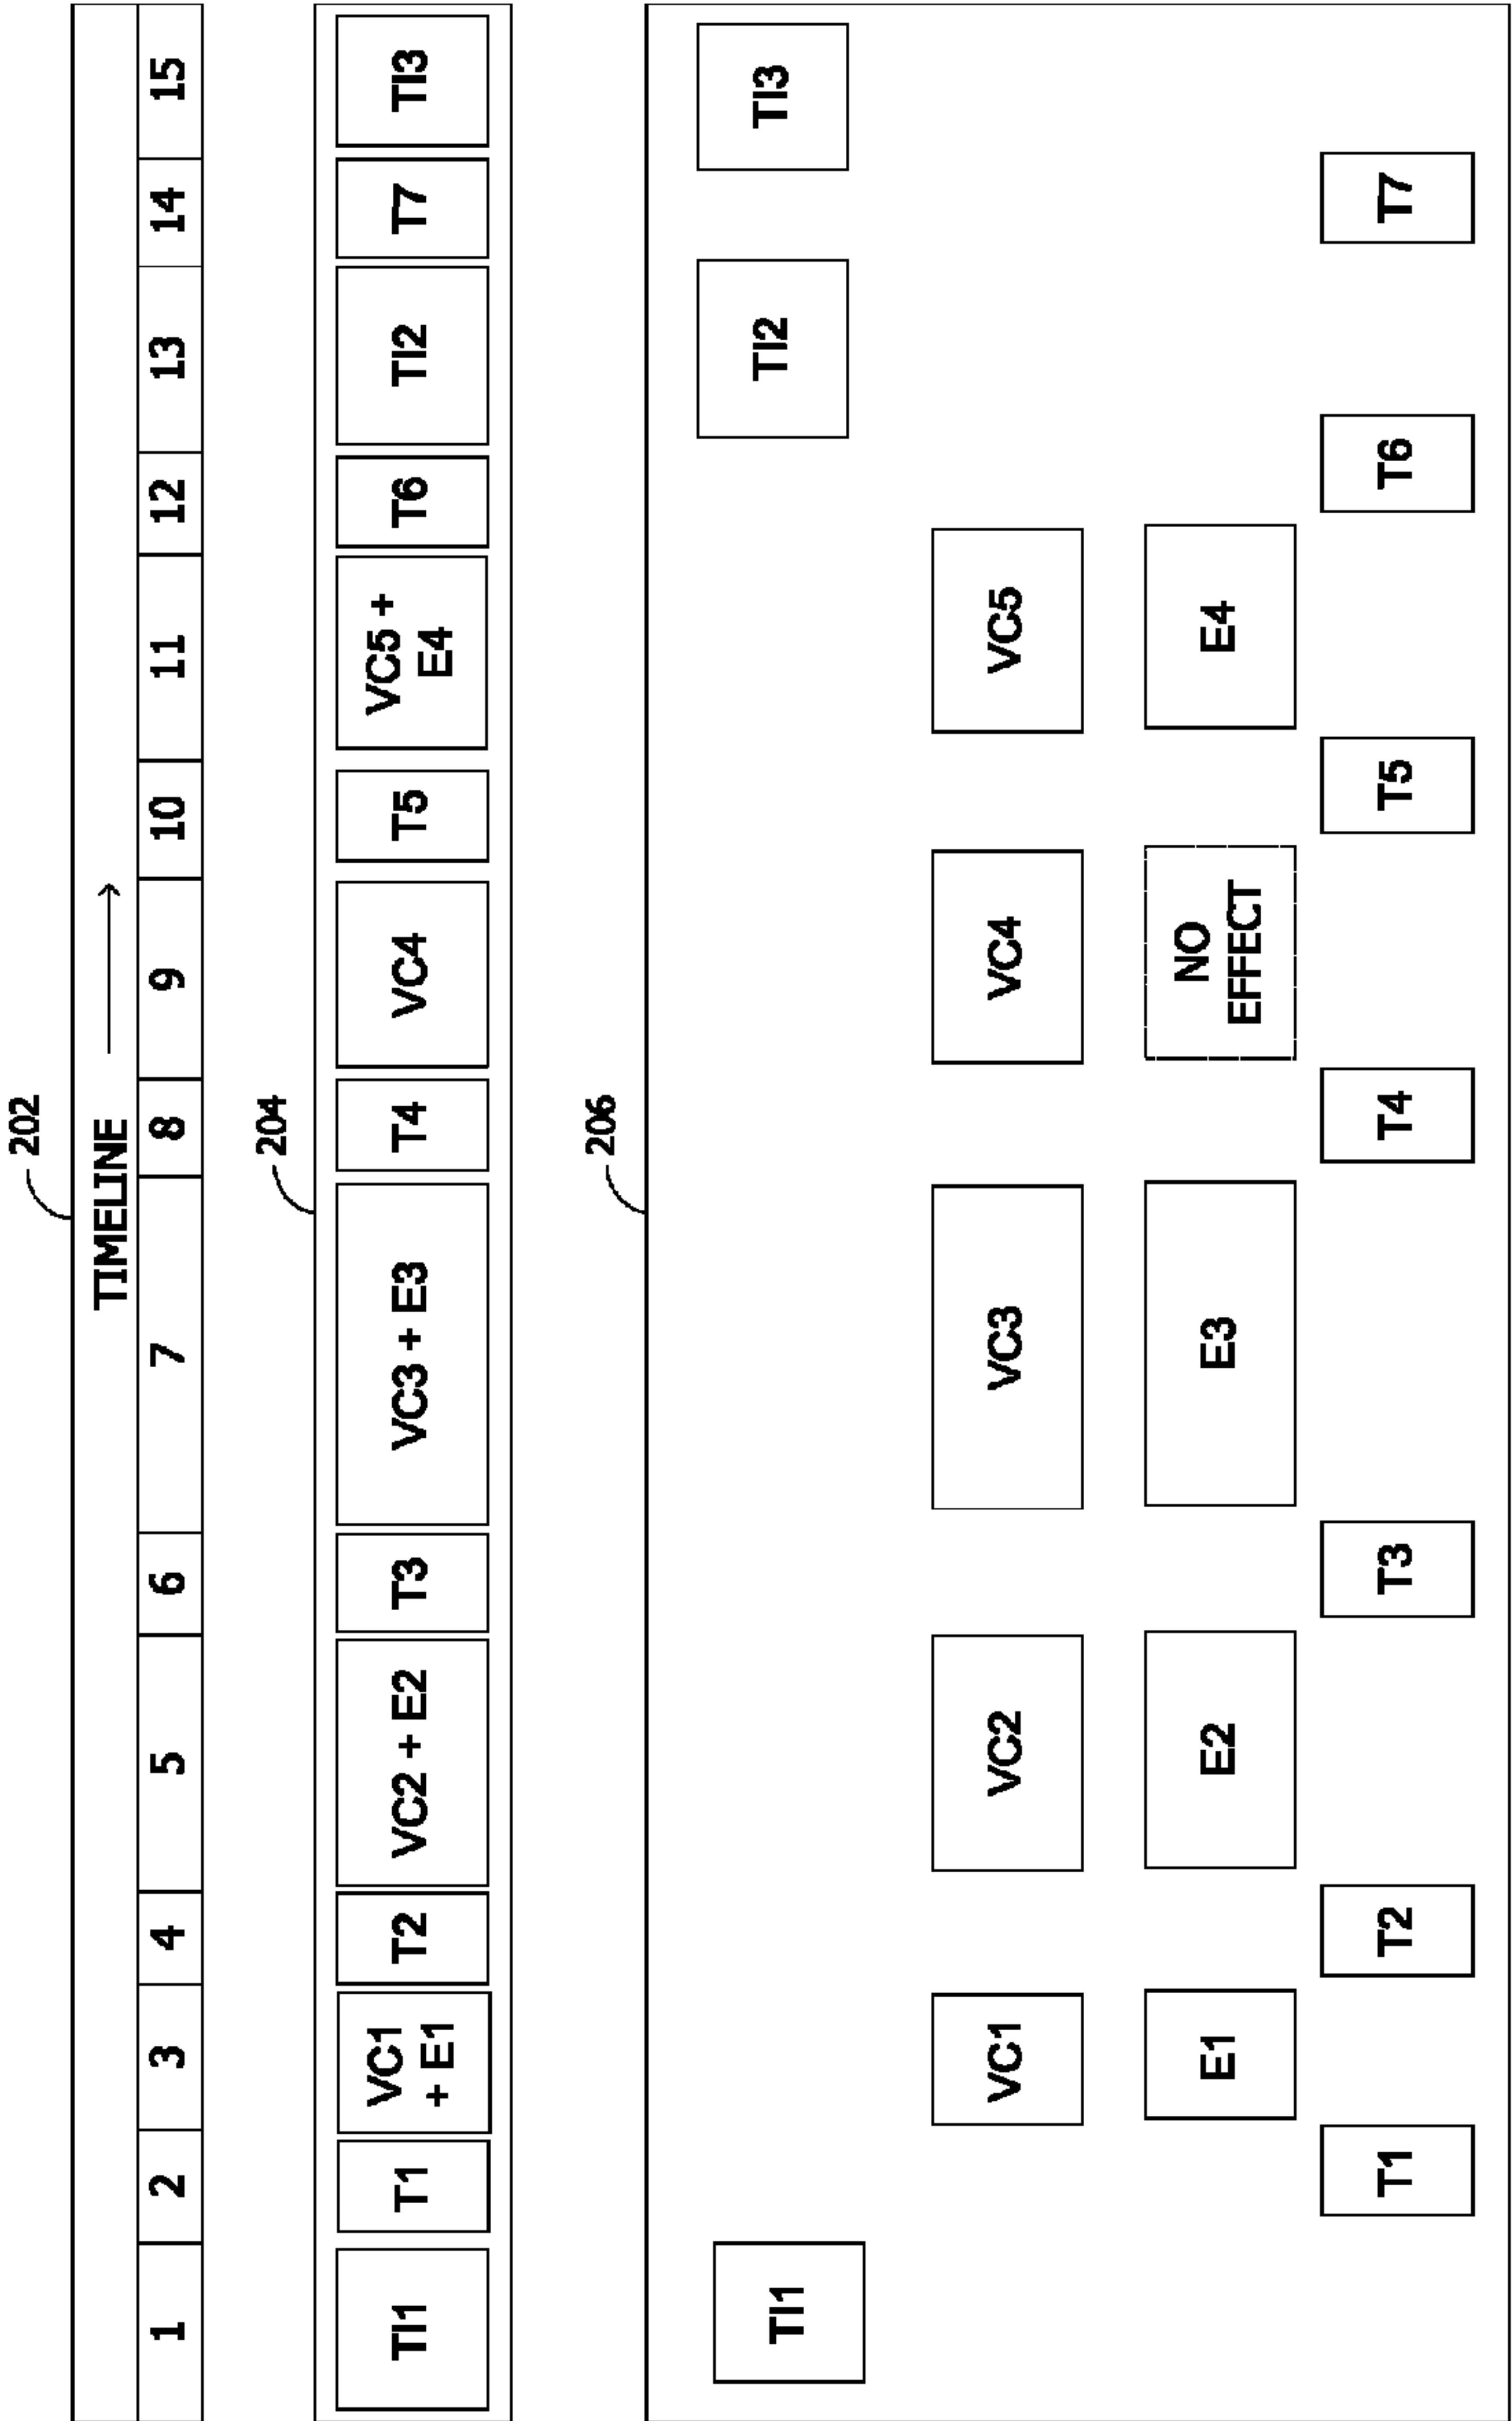 202
TIMELINE
1 2 3 4 5 6 7 8 9 10 11 12 13 14 15
204
TI1
T1
VC1
+ E1
T2
VC2 + E2
T3
VC3 + E3
T4
VC4
T5
VC5 +
E4
T6
TI2
T7
TI3
206
TI1 TI2 TI3
VC1 VC2 VC3 VC4 VC5
E1
E2
E3
NO
EFFECT
E4
T1 T2 T3 T4 T5 T6 T7